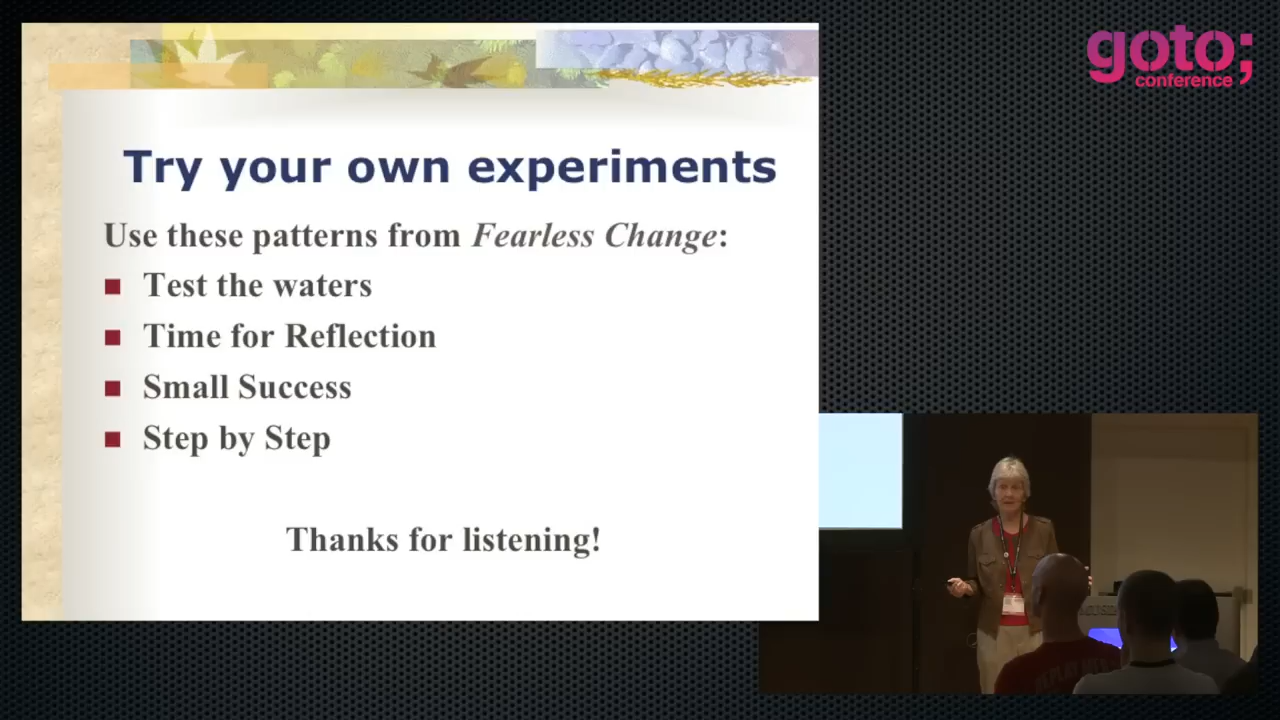 goto;
conference
Try your own experiments
Use these patterns from Fearless Change:
Test the waters
Time for Reflection
Small Success
Step by Step
Thanks for listening!